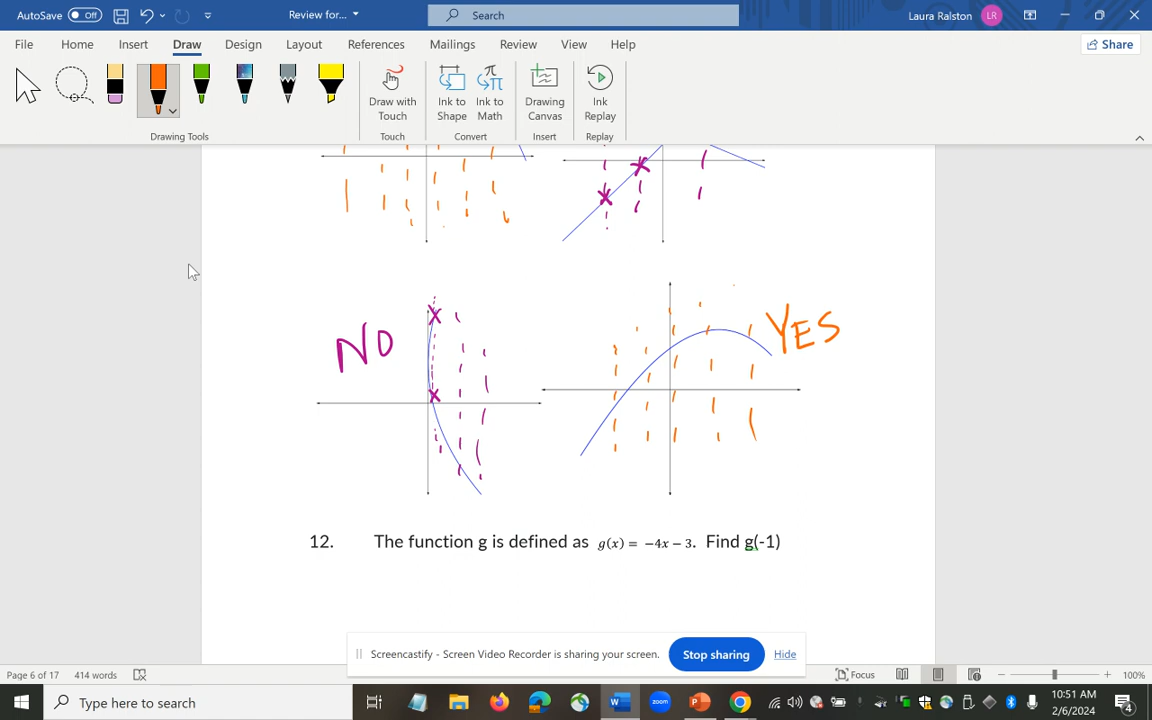 AutoSave Off Review for... Search Laura Ralston LR
File Home Insert Draw Design Layout References Mailings Review View Help Share
Draw with Touch Ink to Shape Ink to Math Drawing Canvas Ink Replay
Drawing Tools Touch Convert Insert Replay
NO YES
12. The function g is defined as g(x) = −4x − 3. Find g(-1)
Screencastify - Screen Video Recorder is sharing your screen. Stop sharing Hide
Page 6 of 17 414 words Focus 100%
Type here to search W zoom P 10:51 AM
2/6/2024 4